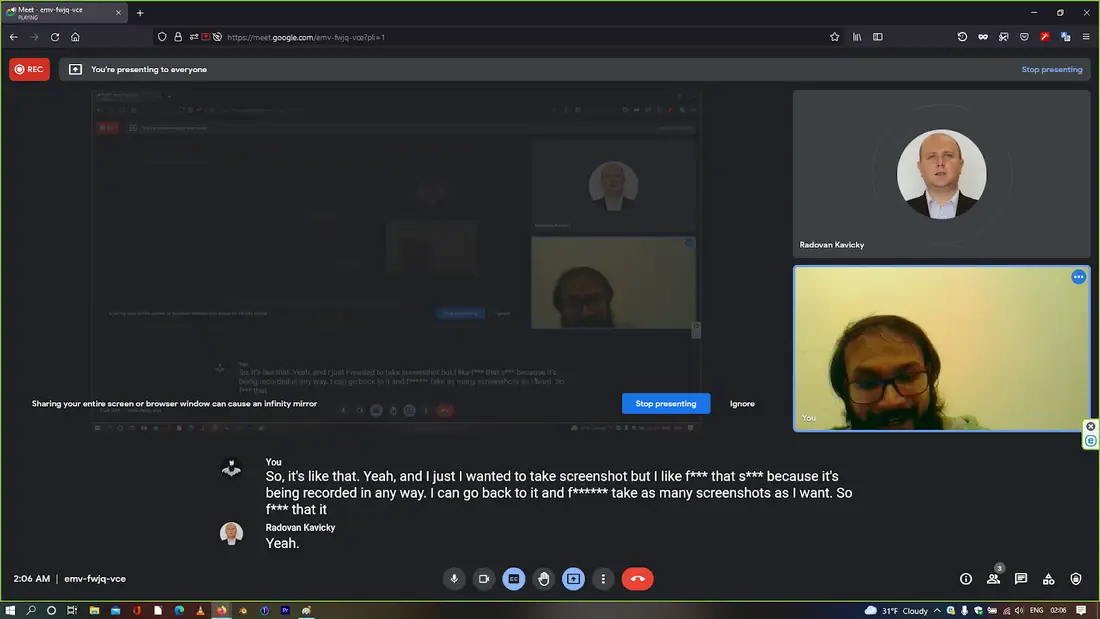 Meet - emv-fwjq-vce
PLAYING
https://meet.google.com/emv-fwjq-vce?pli=1
REC
You're presenting to everyone
Stop presenting
Radovan Kavicky
Sharing your entire screen or browser window can cause an infinity mirror
Stop presenting
Ignore
You
You
So, it's like that. Yeah, and I just I wanted to take screenshot but I like f*** that s*** because it's
being recorded in any way. I can go back to it and f****** take as many screenshots as I want. So
f*** that it
Radovan Kavicky
Yeah.
2:06 AM | emv-fwjq-vce
3
31°F Cloudy
ENG
02:06